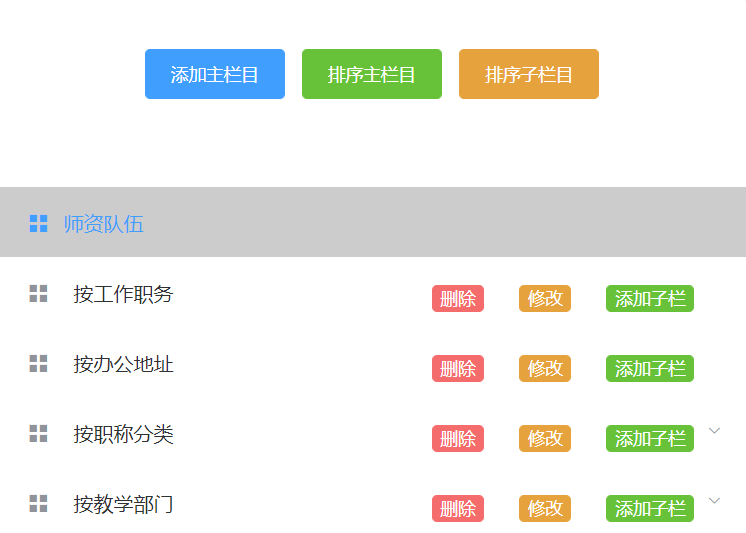 添加主栏目 排序主栏目 排序子栏目
师资队伍
按工作职务 删除 修改 添加子栏
按办公地址 删除 修改 添加子栏
按职称分类 删除 修改 添加子栏
按教学部门 删除 修改 添加子栏